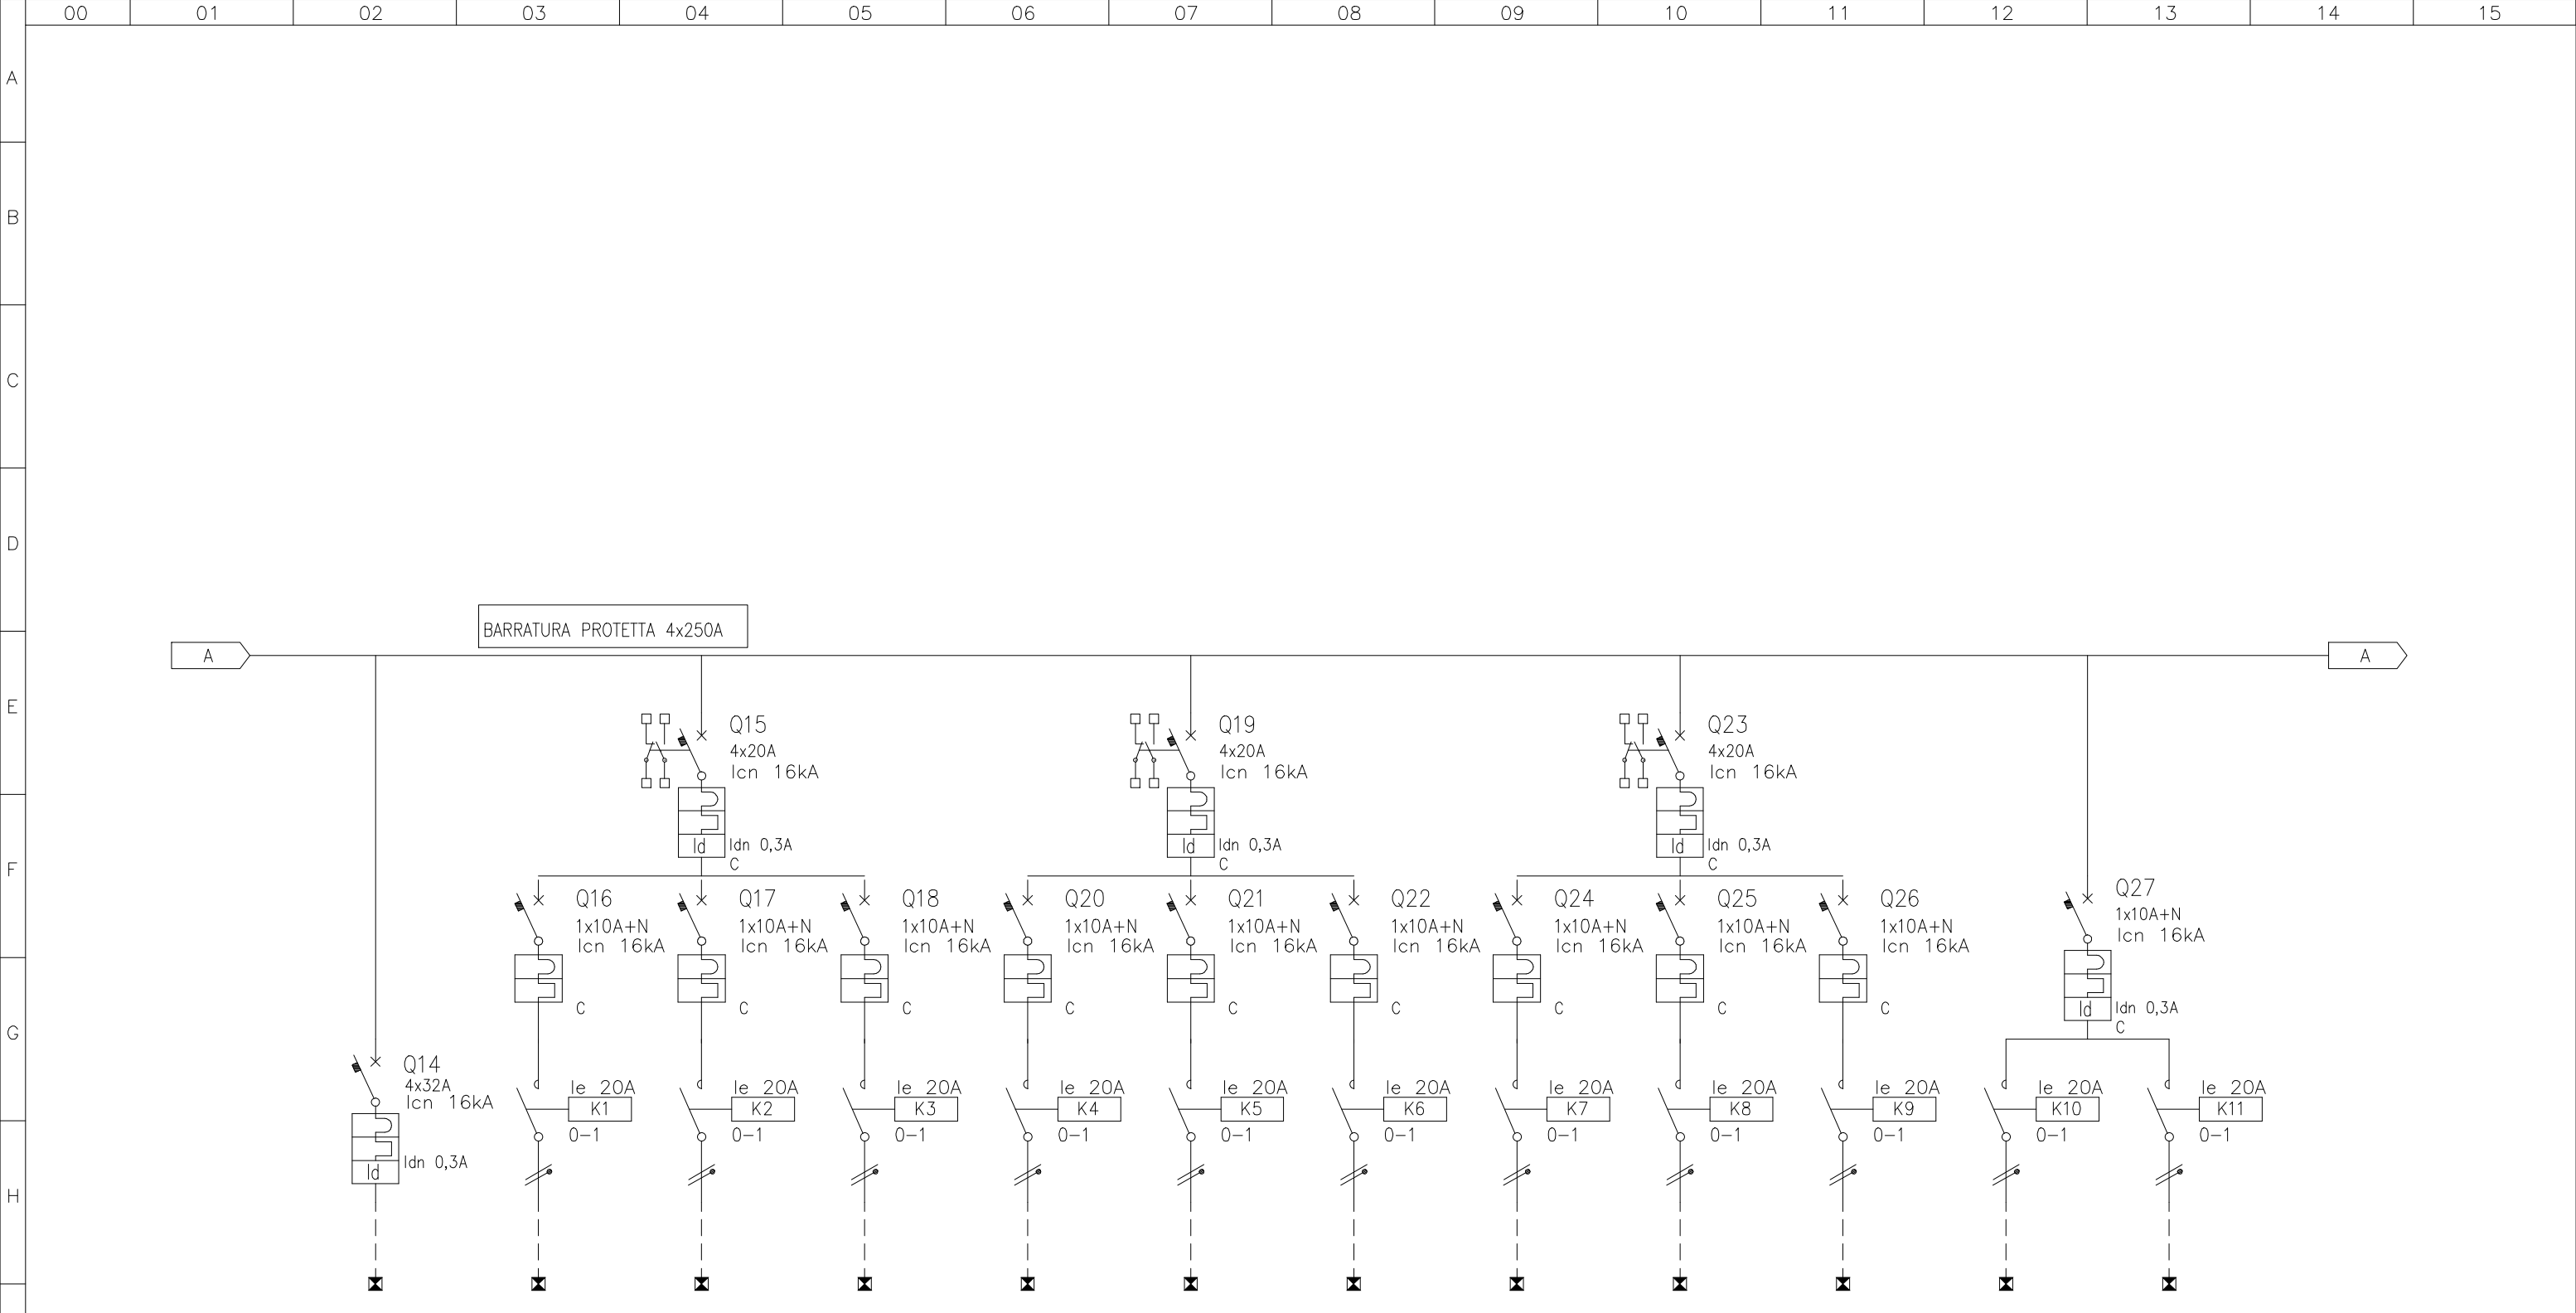 00 01 02 03 04 05 06 07 08 09 10 11 12 13 14 15
A
B
C
D
BARRATURA PROTETTA 4x250A
A A
E
Q15 Q19 Q23
4x20A 4x20A 4x20A
Icn 16kA Icn 16kA Icn 16kA
Id Idn 0,3A Id Idn 0,3A Id Idn 0,3A
C C C
F
Q16 Q17 Q18 Q20 Q21 Q22 Q24 Q25 Q26 Q27
1x10A+N 1x10A+N 1x10A+N 1x10A+N 1x10A+N 1x10A+N 1x10A+N 1x10A+N 1x10A+N 1x10A+N
Icn 16kA Icn 16kA Icn 16kA Icn 16kA Icn 16kA Icn 16kA Icn 16kA Icn 16kA Icn 16kA Icn 16kA
C C C C C C C C C Id Idn 0,3A
C
G
Q14
4x32A
Icn 16kA
Ie 20A Ie 20A Ie 20A Ie 20A Ie 20A Ie 20A Ie 20A Ie 20A Ie 20A Ie 20A Ie 20A
K1 K2 K3 K4 K5 K6 K7 K8 K9 K10 K11
0-1 0-1 0-1 0-1 0-1 0-1 0-1 0-1 0-1 0-1 0-1
Id Idn 0,3A
H